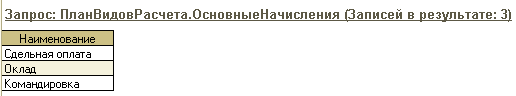 Запрос: ПланВидовРасчета.ОсновныеНачисления (Записей в результате: 3)
Наименование
Сдельная оплата
Оклад
Командировка